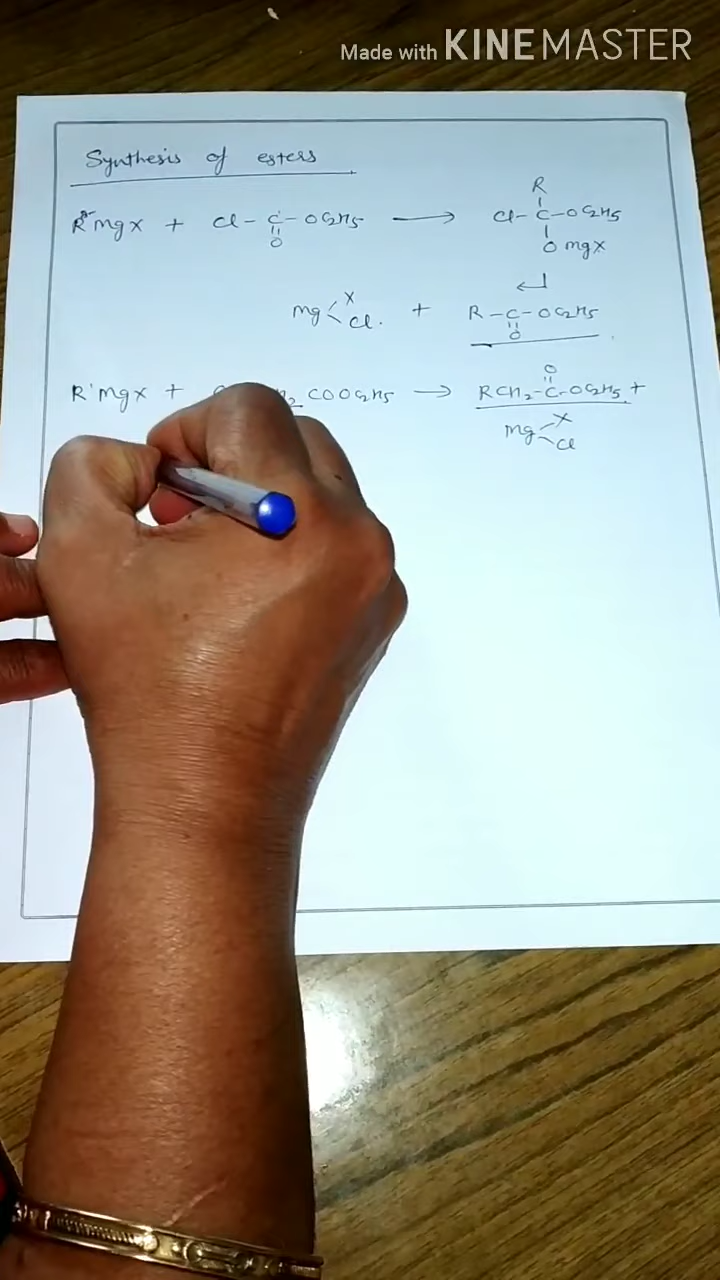 Made with KINEMASTER
Synthesis of esters
R
R^δ- Mgx + Cl - C - OC2H5 → Cl - C - OC2H5
O O mgx
Mg X Cl. + R - C - OC2H5
O
O
R' Mgx + COOC2H5 → RCH2 - C - OC2H5 +
Mg X Cl